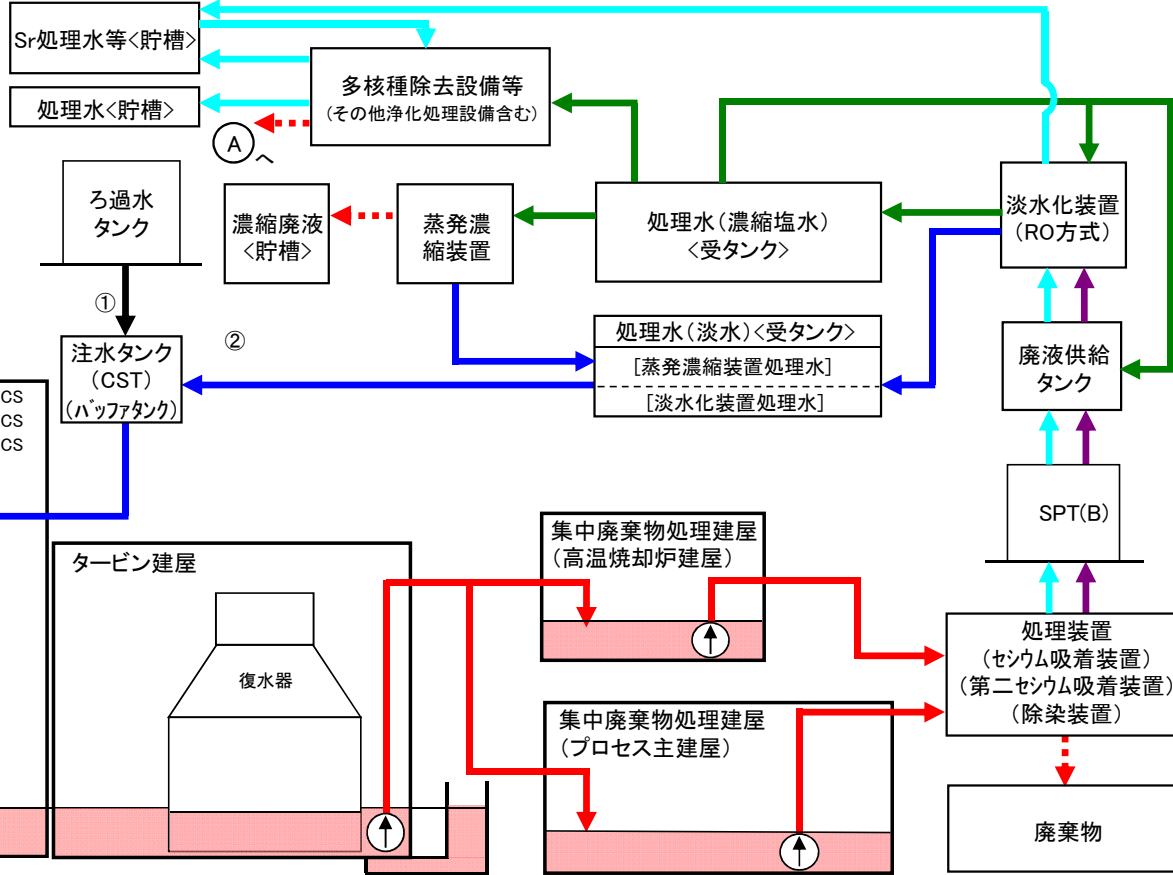 Sr処理水等<貯槽>
処理水<貯槽>
多核種除去設備等
(その他浄化処理設備含む)
A
へ
ろ過水
タンク
濃縮廃液
<貯槽>
蒸発濃
縮装置
処理水(濃縮塩水)
<受タンク>
淡水化装置
(RO方式)
①
②
注水タンク
(CST)
(バッファタンク)
処理水(淡水)<受タンク>
[蒸発濃縮装置処理水]
[淡水化装置処理水]
廃液供給
タンク
CS
CS
CS
SPT(B)
タービン建屋
復水器
集中廃棄物処理建屋
(高温焼却炉建屋)
集中廃棄物処理建屋
(プロセス主建屋)
処理装置
(セシウム吸着装置)
(第二セシウム吸着装置)
(除染装置)
廃棄物